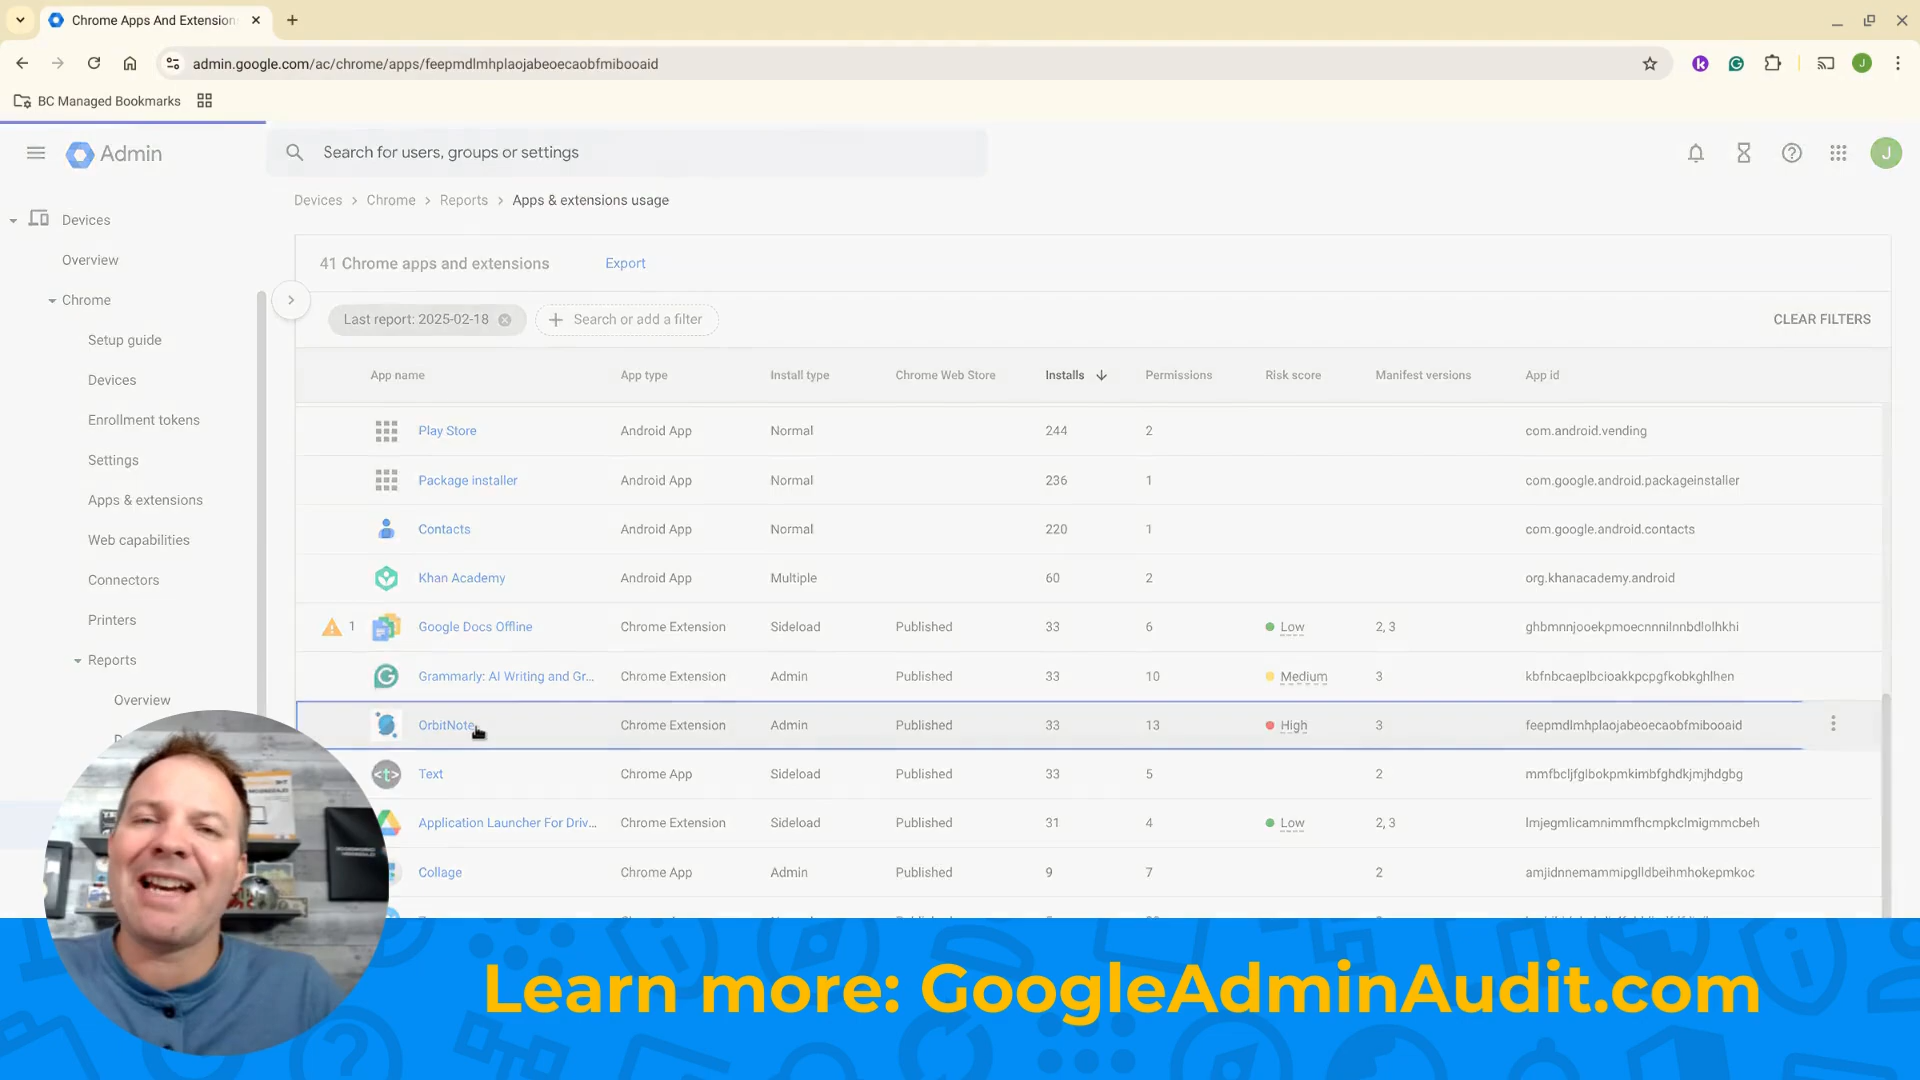 Chrome Apps And Extension
admin.google.com/ac/chrome/apps/feepmdlmhplaojabeoecaobfmibooaid
J
BC Managed Bookmarks
Admin
Search for users, groups or settings
J
Devices > Chrome > Reports > Apps & extensions usage
Devices
Overview
Chrome
Setup guide
Devices
Enrollment tokens
Settings
Apps & extensions
Web capabilities
Connectors
Printers
Reports
Overview
41 Chrome apps and extensions Export
Last report: 2025-02-18 Search or add a filter CLEAR FILTERS
App name App type Install type Chrome Web Store Installs Permissions Risk score Manifest versions App id
Play Store Android App Normal 244 2 com.android.vending
Package installer Android App Normal 236 1 com.google.android.packageinstaller
Contacts Android App Normal 220 1 com.google.android.contacts
Khan Academy Android App Multiple 60 2 org.khanacademy.android
1 Google Docs Offline Chrome Extension Sideload Published 33 6 Low 2, 3 ghbmnnjooekpmoecnnnilnnbdlolhkhi
Grammarly: AI Writing and Gr... Chrome Extension Admin Published 33 10 Medium 3 kbfnbcaeplbcioakkpcpgfkobkghlhen
OrbitNote Chrome Extension Admin Published 33 13 High 3 feepmdlmhplaojabeoecaobfmibooaid
<t> Text Chrome App Sideload Published 33 5 2 mmfbcljfglbokpmkimbfghdkjmjhdgbg
Application Launcher For Driv... Chrome Extension Sideload Published 31 4 Low 2, 3 lmjegmlicamnimmfhcmpkclmigmmcbeh
Collage Chrome App Admin Published 9 7 2 amjidnnemammipglldbeihmhokepmkoc
Learn more: GoogleAdminAudit.com